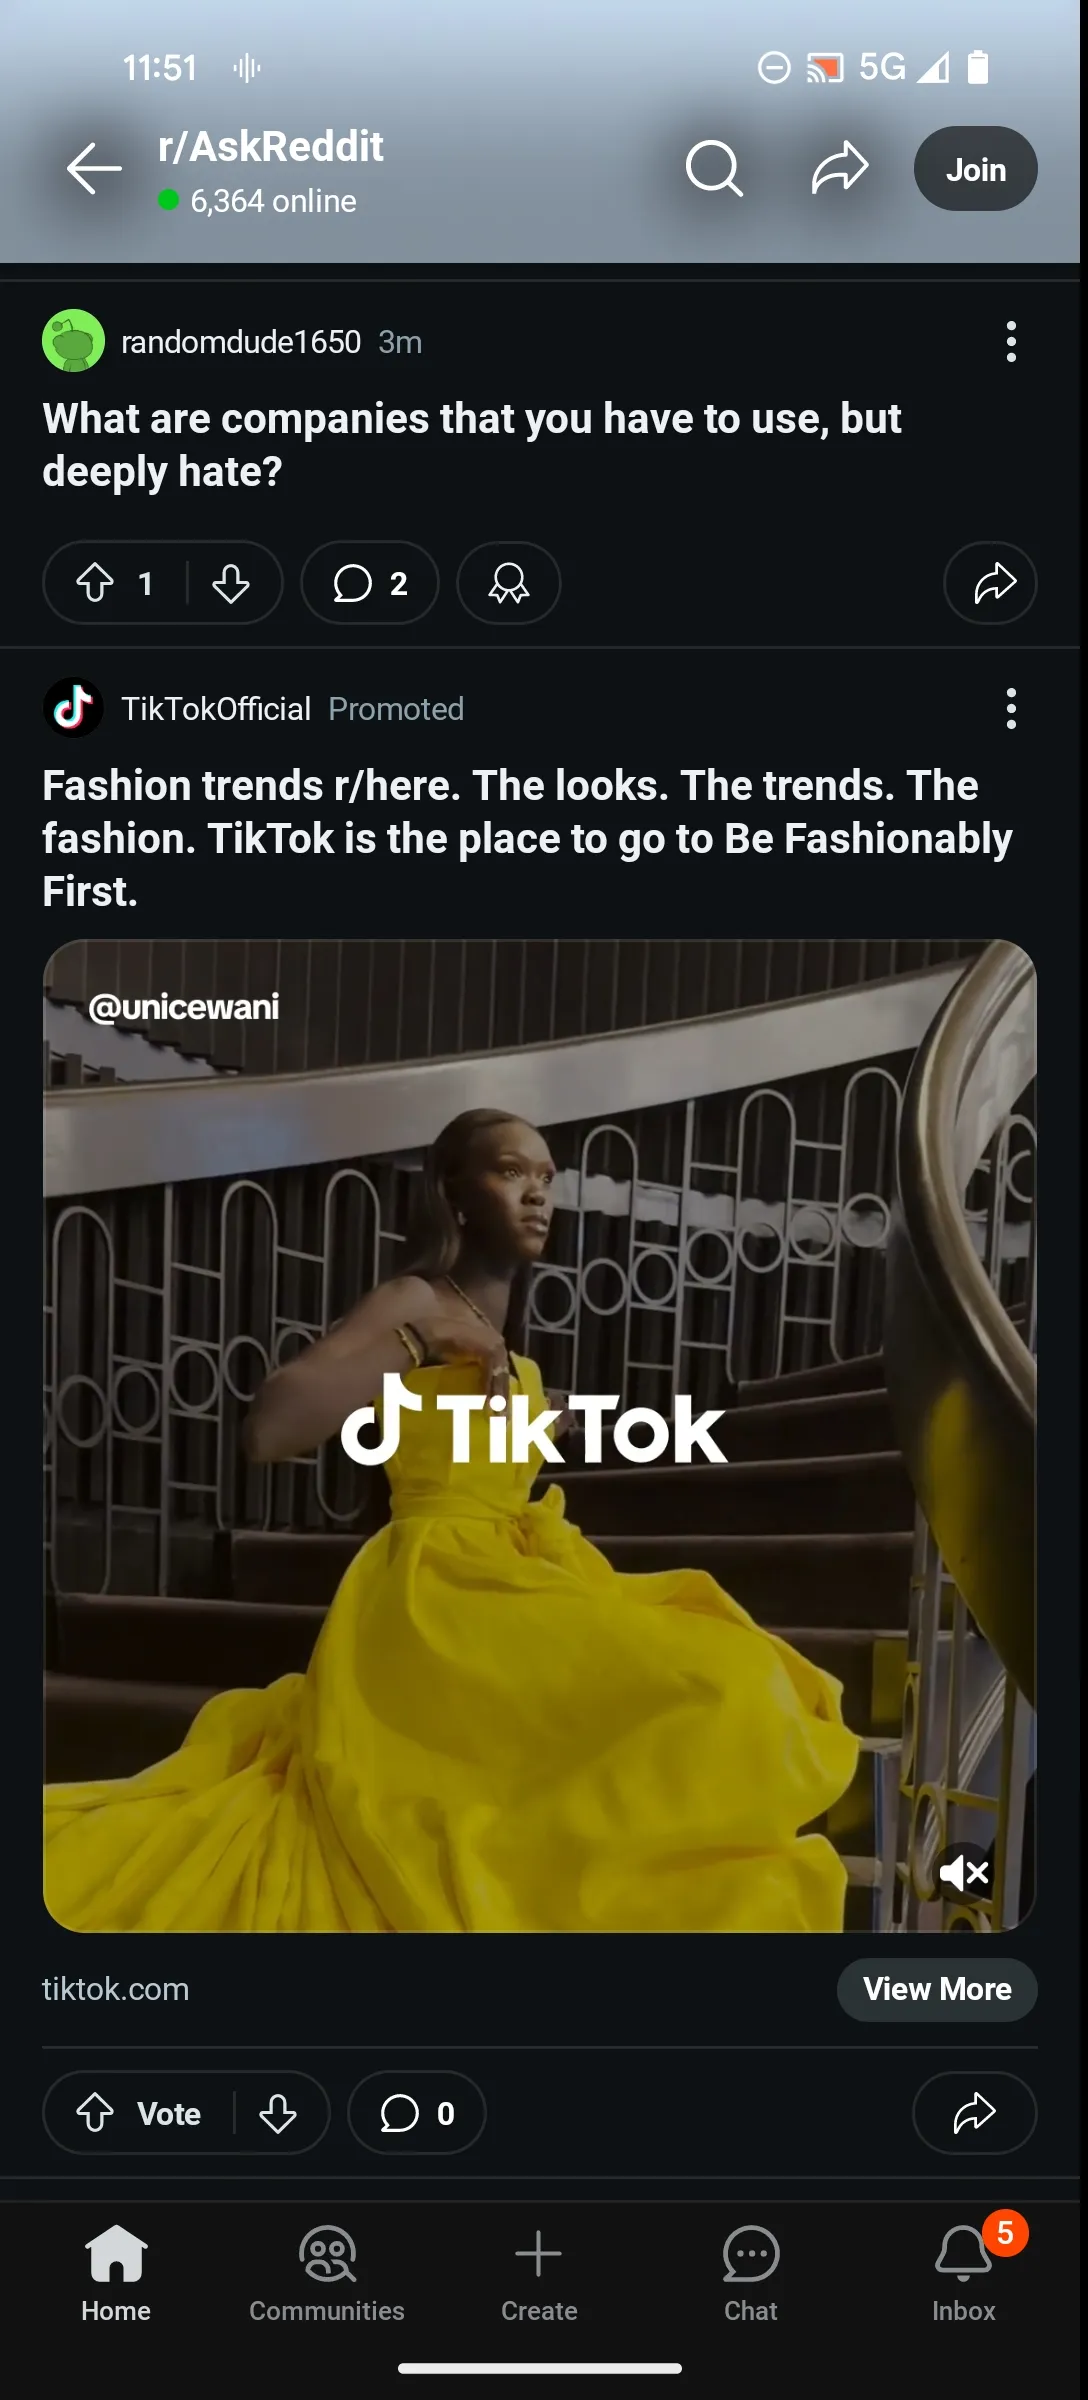 11:51
5G
r/AskReddit
6,364 online
Join
randomdude1650 3m
What are companies that you have to use, but
deeply hate?
1
2
TikTokOfficial Promoted
Fashion trends r/here. The looks. The trends. The
fashion. TikTok is the place to go to Be Fashionably
First.
@unicewani
TikTok
tiktok.com
View More
Vote
0
5
Home
Communities
Create
Chat
Inbox